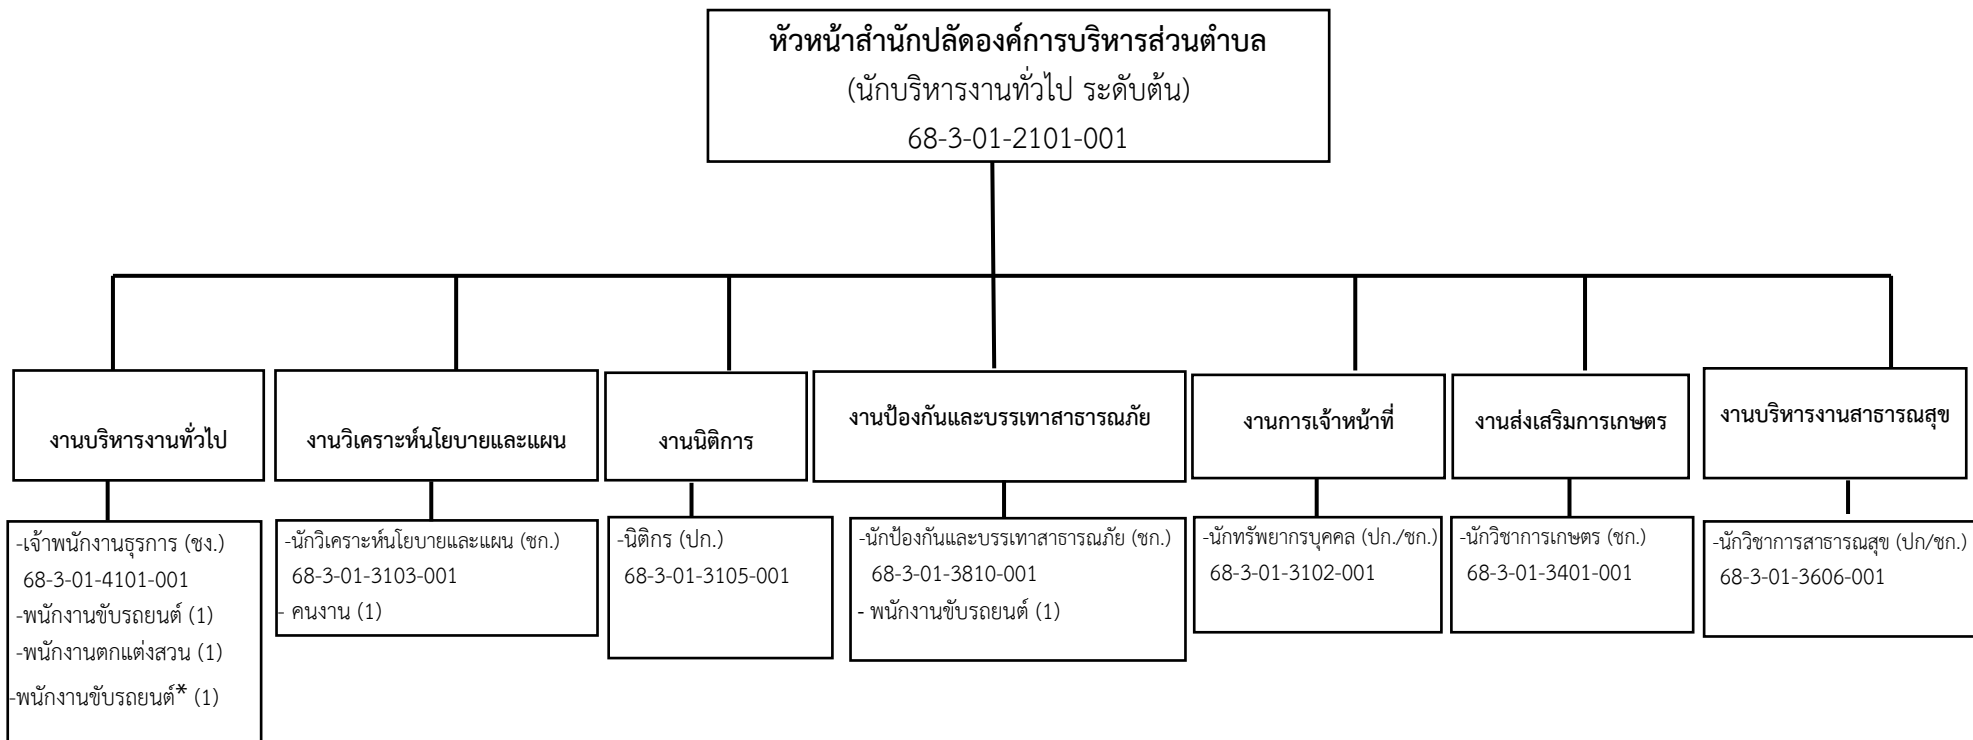 หัวหน้าสำนักปลัดองค์การบริหารส่วนตำบล
(นักบริหารงานทั่วไป ระดับต้น)
68-3-01-2101-001
งานบริหารงานทั่วไป
งานวิเคราะห์นโยบายและแผน
งานนิติการ
งานป้องกันและบรรเทาสาธารณภัย
งานการเจ้าหน้าที่
งานส่งเสริมการเกษตร
งานบริหารงานสาธารณสุข
-เจ้าพนักงานธุรการ (ชง.)
68-3-01-4101-001
-พนักงานขับรถยนต์ (1)
-พนักงานตกแต่งสวน (1)
-พนักงานขับรถยนต์* (1)
-นักวิเคราะห์นโยบายและแผน (ชก.)
68-3-01-3103-001
- คนงาน (1)
-นิติกร (ปก.)
68-3-01-3105-001
-นักป้องกันและบรรเทาสาธารณภัย (ชก.)
68-3-01-3810-001
- พนักงานขับรถยนต์ (1)
-นักทรัพยากรบุคคล (ปก./ชก.)
68-3-01-3102-001
-นักวิชาการเกษตร (ชก.)
68-3-01-3401-001
-นักวิชาการสาธารณสุข (ปก/ชก.)
68-3-01-3606-001